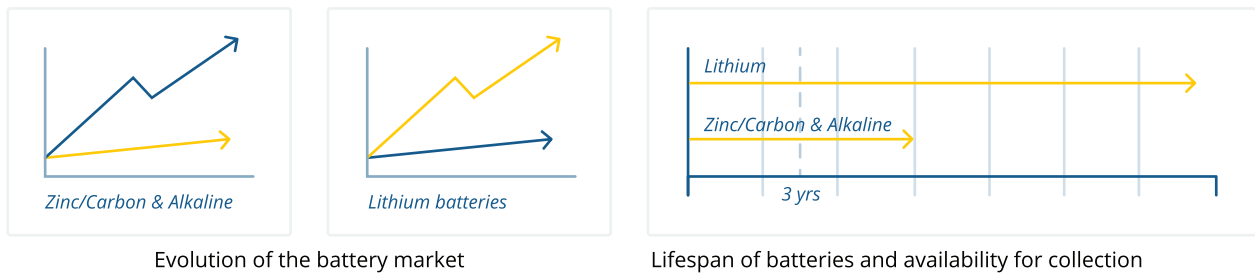 Zinc/Carbon & Alkaline
Lithium batteries
Evolution of the battery market
Lithium
Zinc/Carbon & Alkaline
3 yrs
Lifespan of batteries and availability for collection